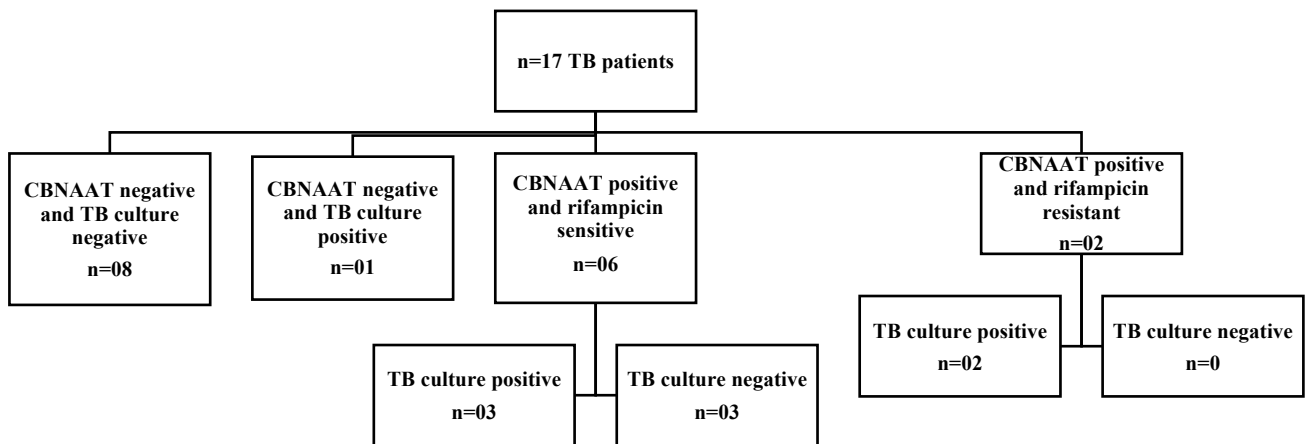 n=17 TB patients
CBNAAT negative
and TB culture
negative
n=08
CBNAAT negative
and TB culture
positive
n=01
CBNAAT positive
and rifampicin
sensitive
n=06
CBNAAT positive
and rifampicin
resistant
n=02
TB culture positive
n=03
TB culture negative
n=03
TB culture positive
n=02
TB culture negative
n=0